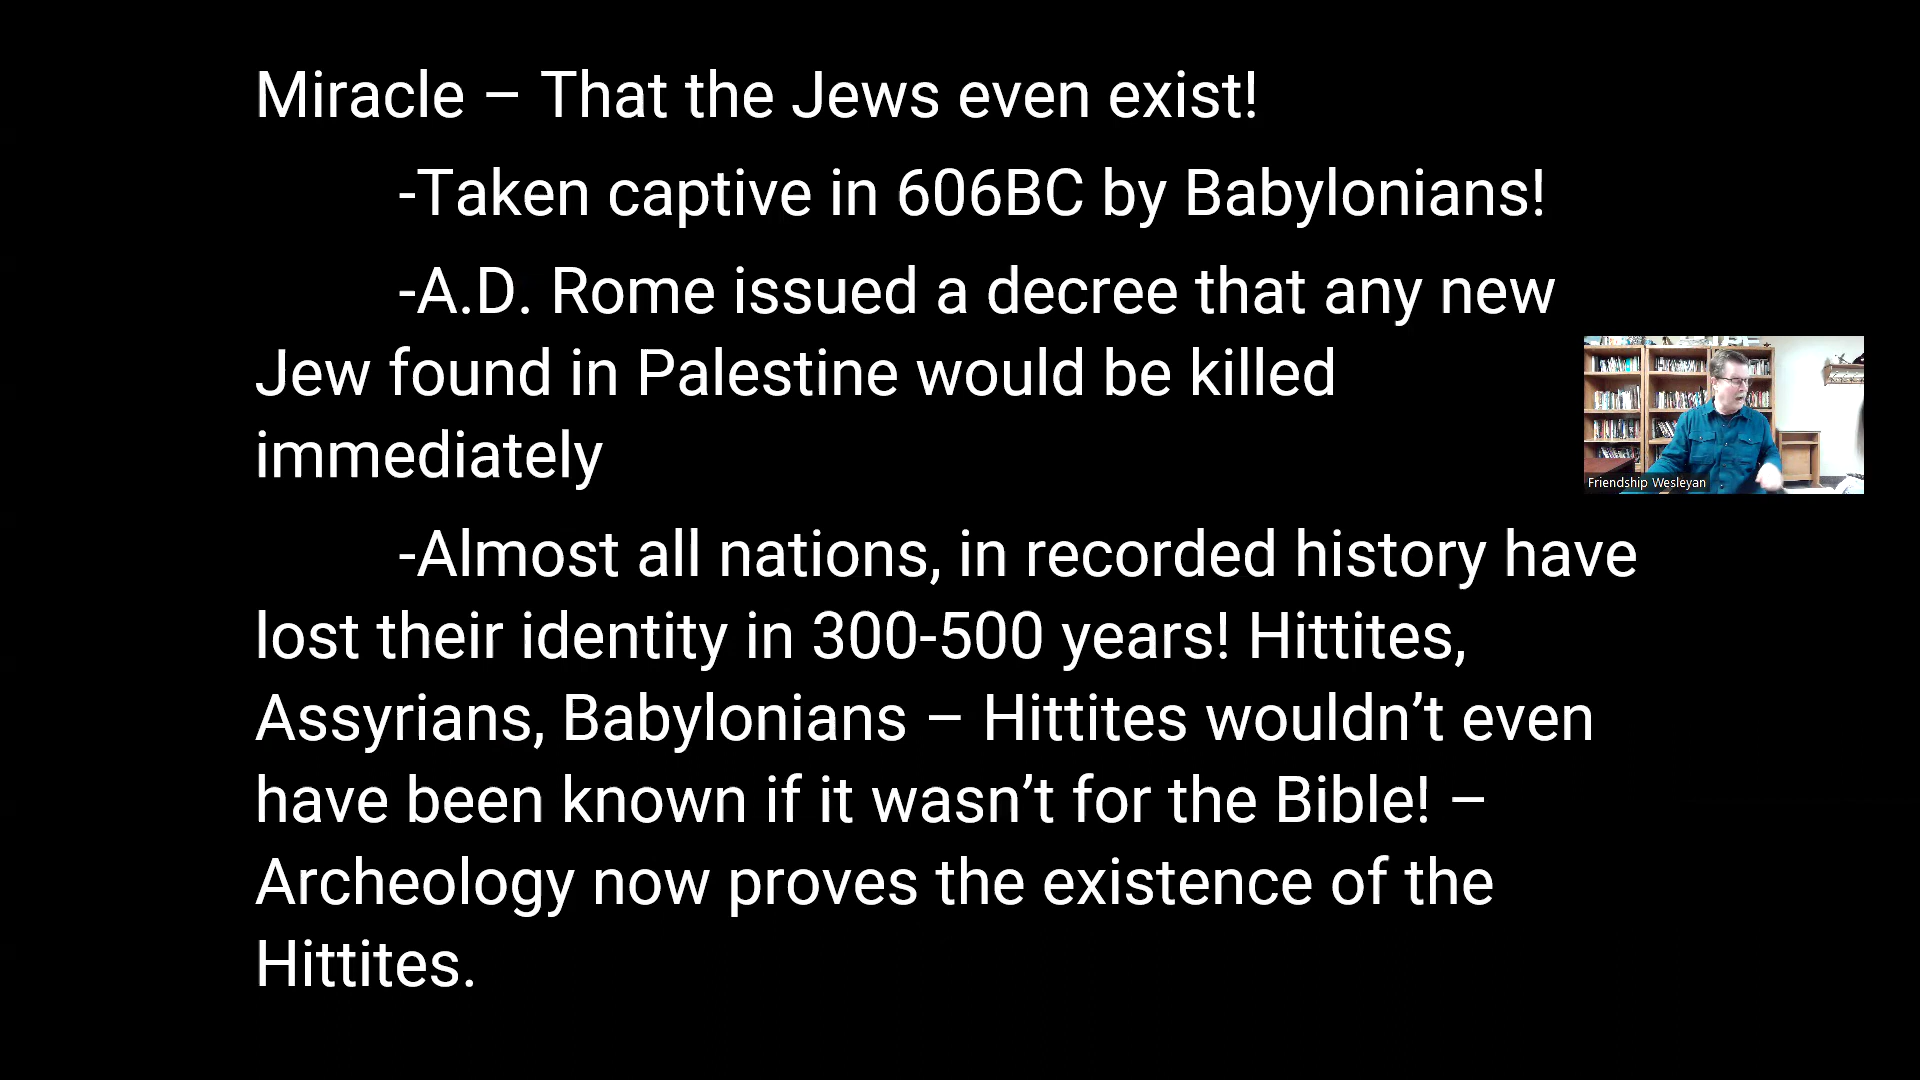 Miracle – That the Jews even exist!
-Taken captive in 606BC by Babylonians!
-A.D. Rome issued a decree that any new
Jew found in Palestine would be killed
immediately
-Almost all nations, in recorded history have
lost their identity in 300-500 years! Hittites,
Assyrians, Babylonians – Hittites wouldn’t even
have been known if it wasn’t for the Bible! –
Archeology now proves the existence of the
Hittites.
Friendship Wesleyan